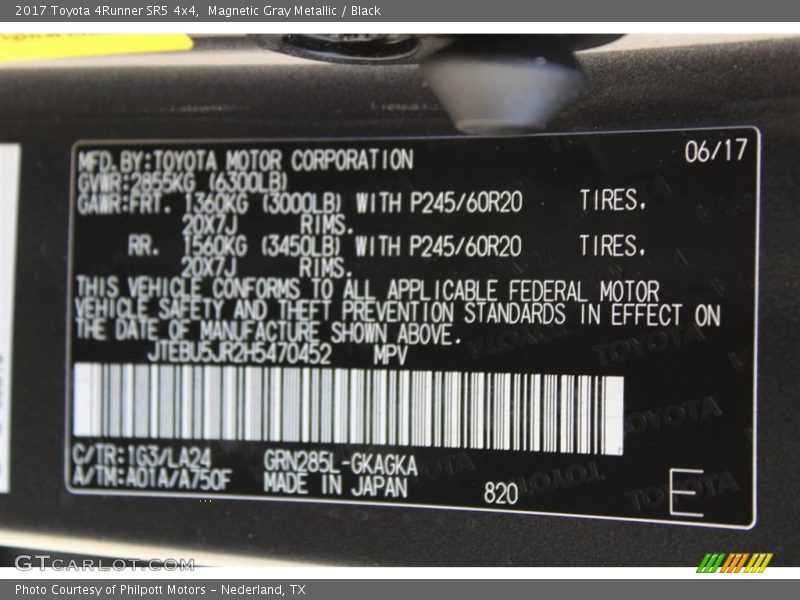 2017 Toyota 4Runner SR5 4x4, Magnetic Gray Metallic / Black
06/17
MFD.BY:TOYOTA MOTOR CORPORATION
GVWR:2855KG (6300LB)
GAWR:FRT. 1360KG (3000LB) WITH P245/60R20 TIRES,
20X7J RIMS.
RR. 1560KG (3450LB) WITH P245/60R20 TIRES,
20X7J RIMS.
THIS VEHICLE CONFORMS TO ALL APPLICABLE FEDERAL MOTOR
VEHICLE SAFETY AND THEFT PREVENTION STANDARDS IN EFFECT ON
THE DATE OF MANUFACTURE SHOWN ABOVE.
JTEBU5JR2H5470452 MPV
C/TR:1G3/LA24 GRN285L-GKAGKA
A/TM:A01A/A750F MADE IN JAPAN 820 E
GTCarLot.com
Photo Courtesy of Philpott Motors - Nederland, TX